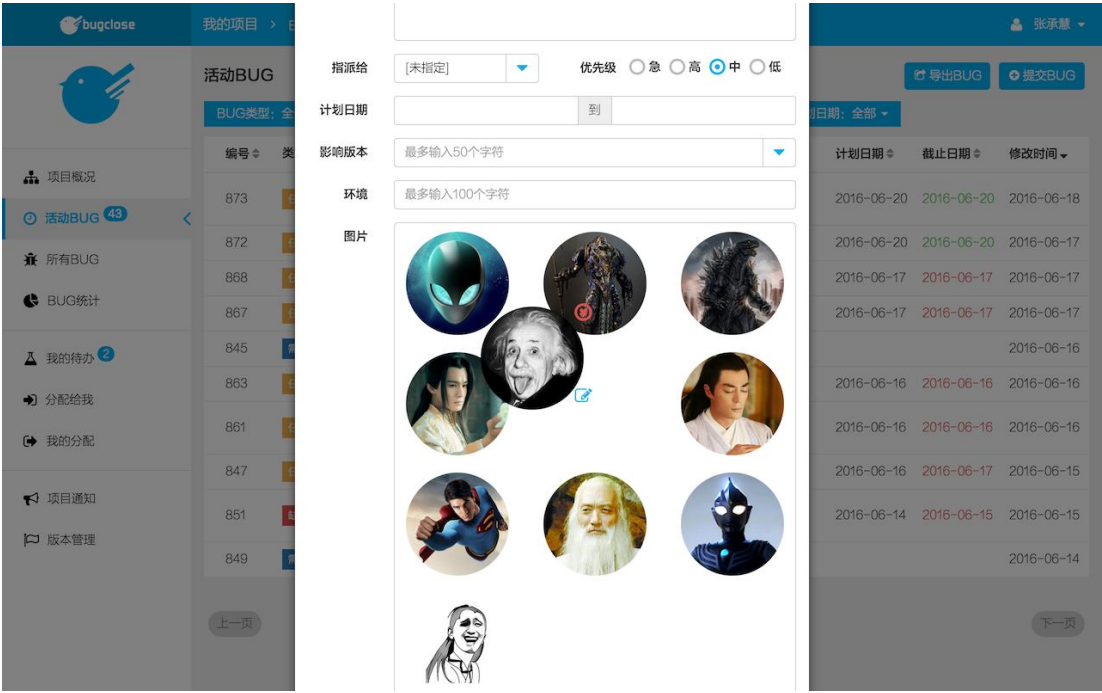 bugclose
我的项目 >
张承慧
活动BUG
导出BUG
提交BUG
BUG类型: 全
日期: 全部
项目概况
活动BUG 43
所有BUG
BUG统计
我的待办 2
分配给我
我的分配
项目通知
版本管理
编号 类 计划日期 截止日期 修改时间
873 2016-06-20 2016-06-20 2016-06-18
872 2016-06-20 2016-06-20 2016-06-17
868 2016-06-17 2016-06-17 2016-06-17
867 2016-06-17 2016-06-17 2016-06-17
845 2016-06-16
863 2016-06-16 2016-06-16 2016-06-16
861 2016-06-16 2016-06-16 2016-06-16
847 2016-06-16 2016-06-17 2016-06-15
851 2016-06-14 2016-06-15 2016-06-15
849 2016-06-14
上一页
下一页
指派给 [未指定] 优先级 急 高 中 低
计划日期 到
影响版本 最多输入50个字符
环境 最多输入100个字符
图片